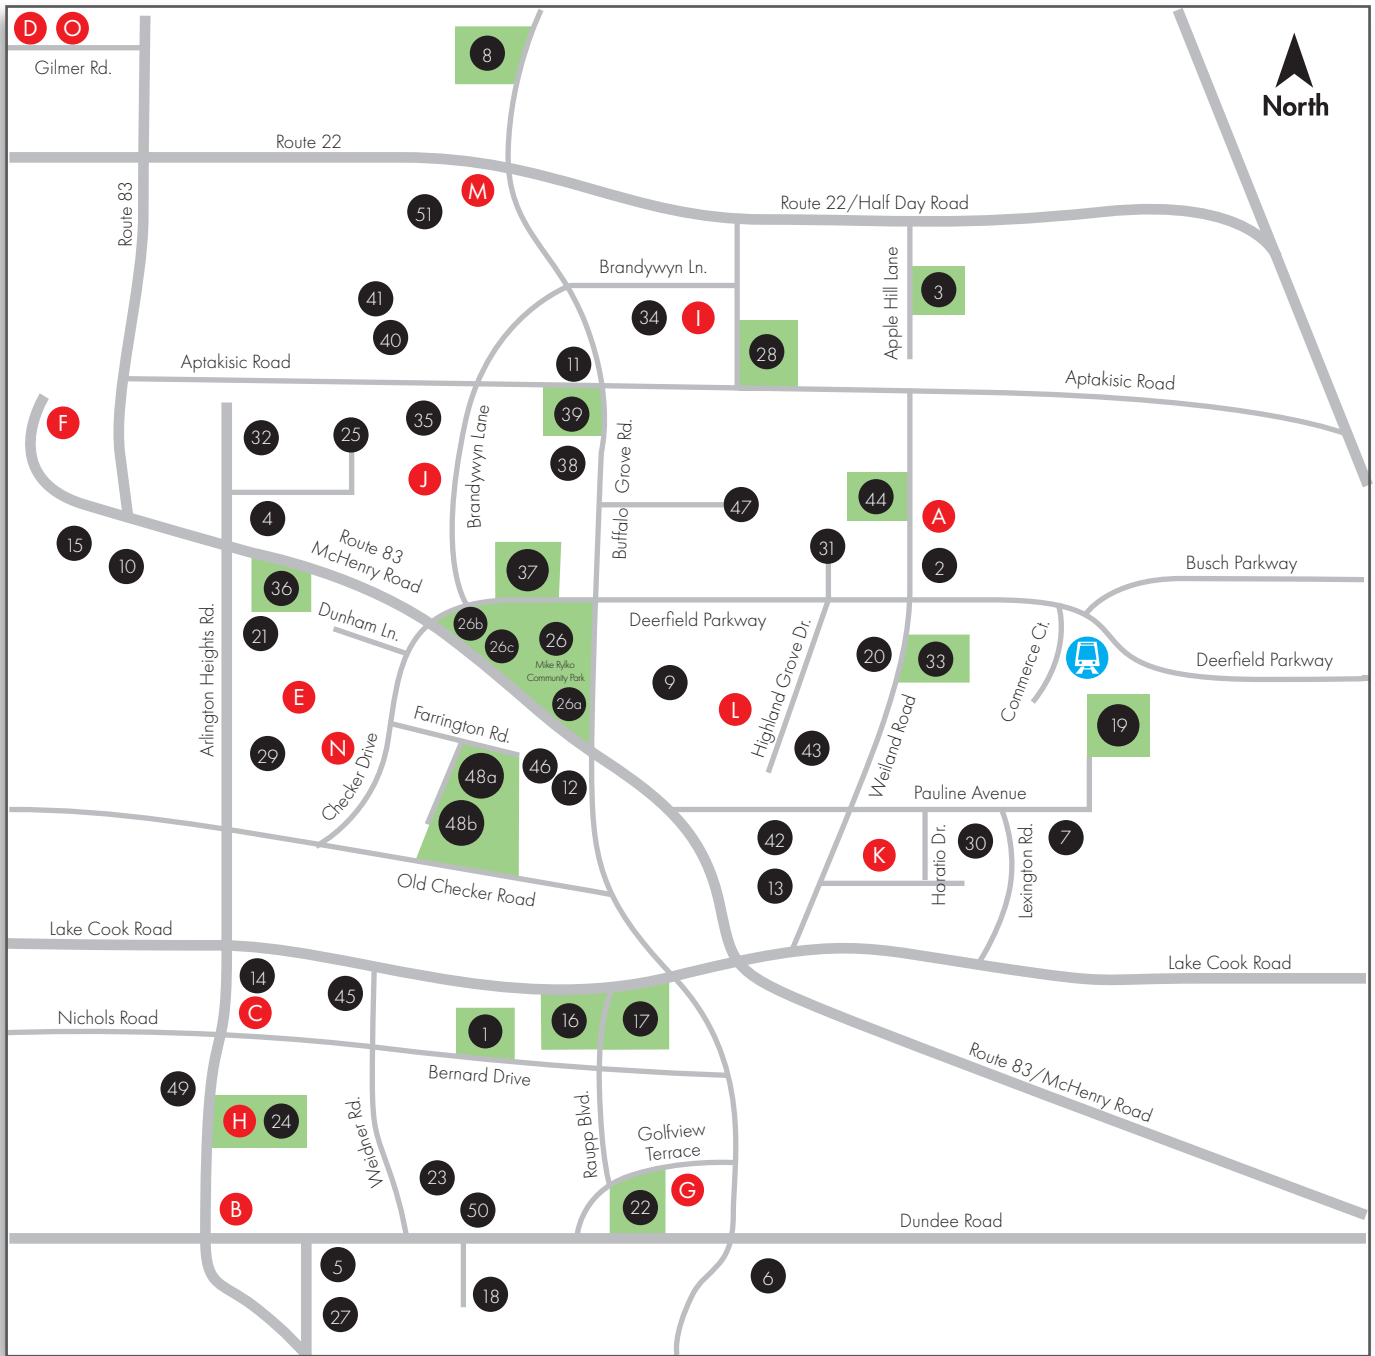 D O
Gilmer Rd.
8
North
Route 22
Route 83
M
51
Route 22/Half Day Road
Brandywyn Ln.
Apple Hill Lane
3
41
34
I
40
28
11
Aptakisic Road
Aptakisic Road
F
32
25
35
39
Brandywyn Lane
Buffalo Grove Rd.
38
J
44
47
4
A
15
10
Route 83
McHenry Road
31
2
Busch Parkway
37
36
Dunham Ln.
26b
26c
26
Mike Rylko
Community Park
26a
Deerfield Parkway
21
Arlington Heights Rd.
20
33
Commerce Ct.
Deerfield Parkway
9
E
L
Highland Grove Dr.
Farrington Rd.
19
N
29
Checker Drive
43
Weiland Road
46
48a
12
Pauline Avenue
48b
42
K
Horatio Dr.
30
Lexington Rd.
7
13
Old Checker Road
Lake Cook Road
Lake Cook Road
14
45
C
Nichols Road
1
16
17
Bernard Drive
Route 83/McHenry Road
49
H
24
Weidner Rd.
Raupp Blvd.
Golfview
Terrace
23
G
B
50
22
Dundee Road
5
6
18
27